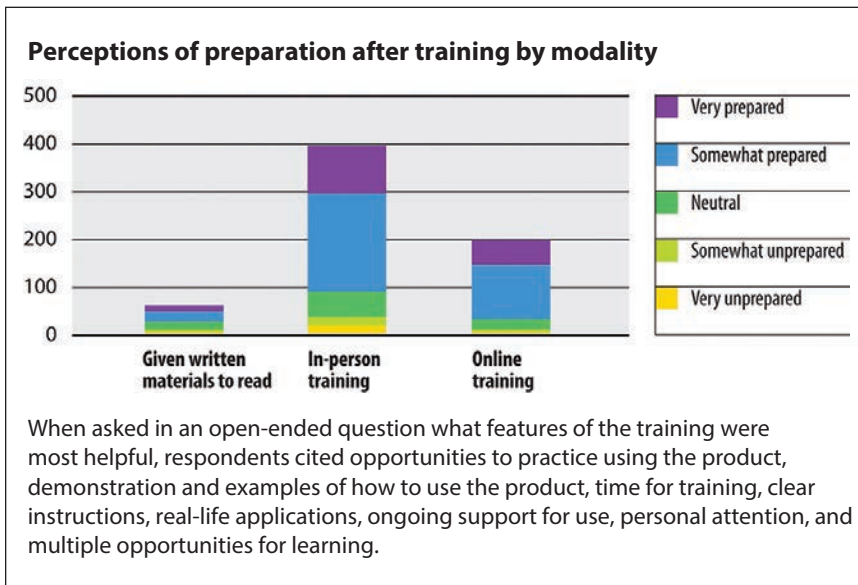 Perceptions of preparation after training by modality
500
400
300
200
100
0
Given written
materials to read
In-person
training
Online
training
Very prepared
Somewhat prepared
Neutral
Somewhat unprepared
Very unprepared
When asked in an open-ended question what features of the training were
most helpful, respondents cited opportunities to practice using the product,
demonstration and examples of how to use the product, time for training, clear
instructions, real-life applications, ongoing support for use, personal attention, and
multiple opportunities for learning.